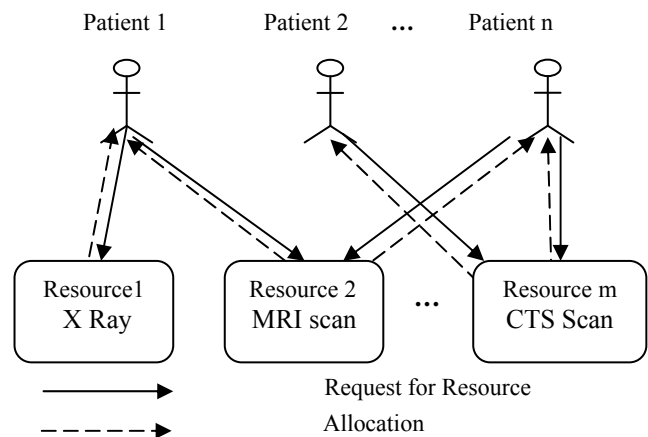 Patient 1 Patient 2 ... Patient n
Resource1 Resource 2 ... Resource m
X Ray MRI scan CTS Scan
Request for Resource
Allocation